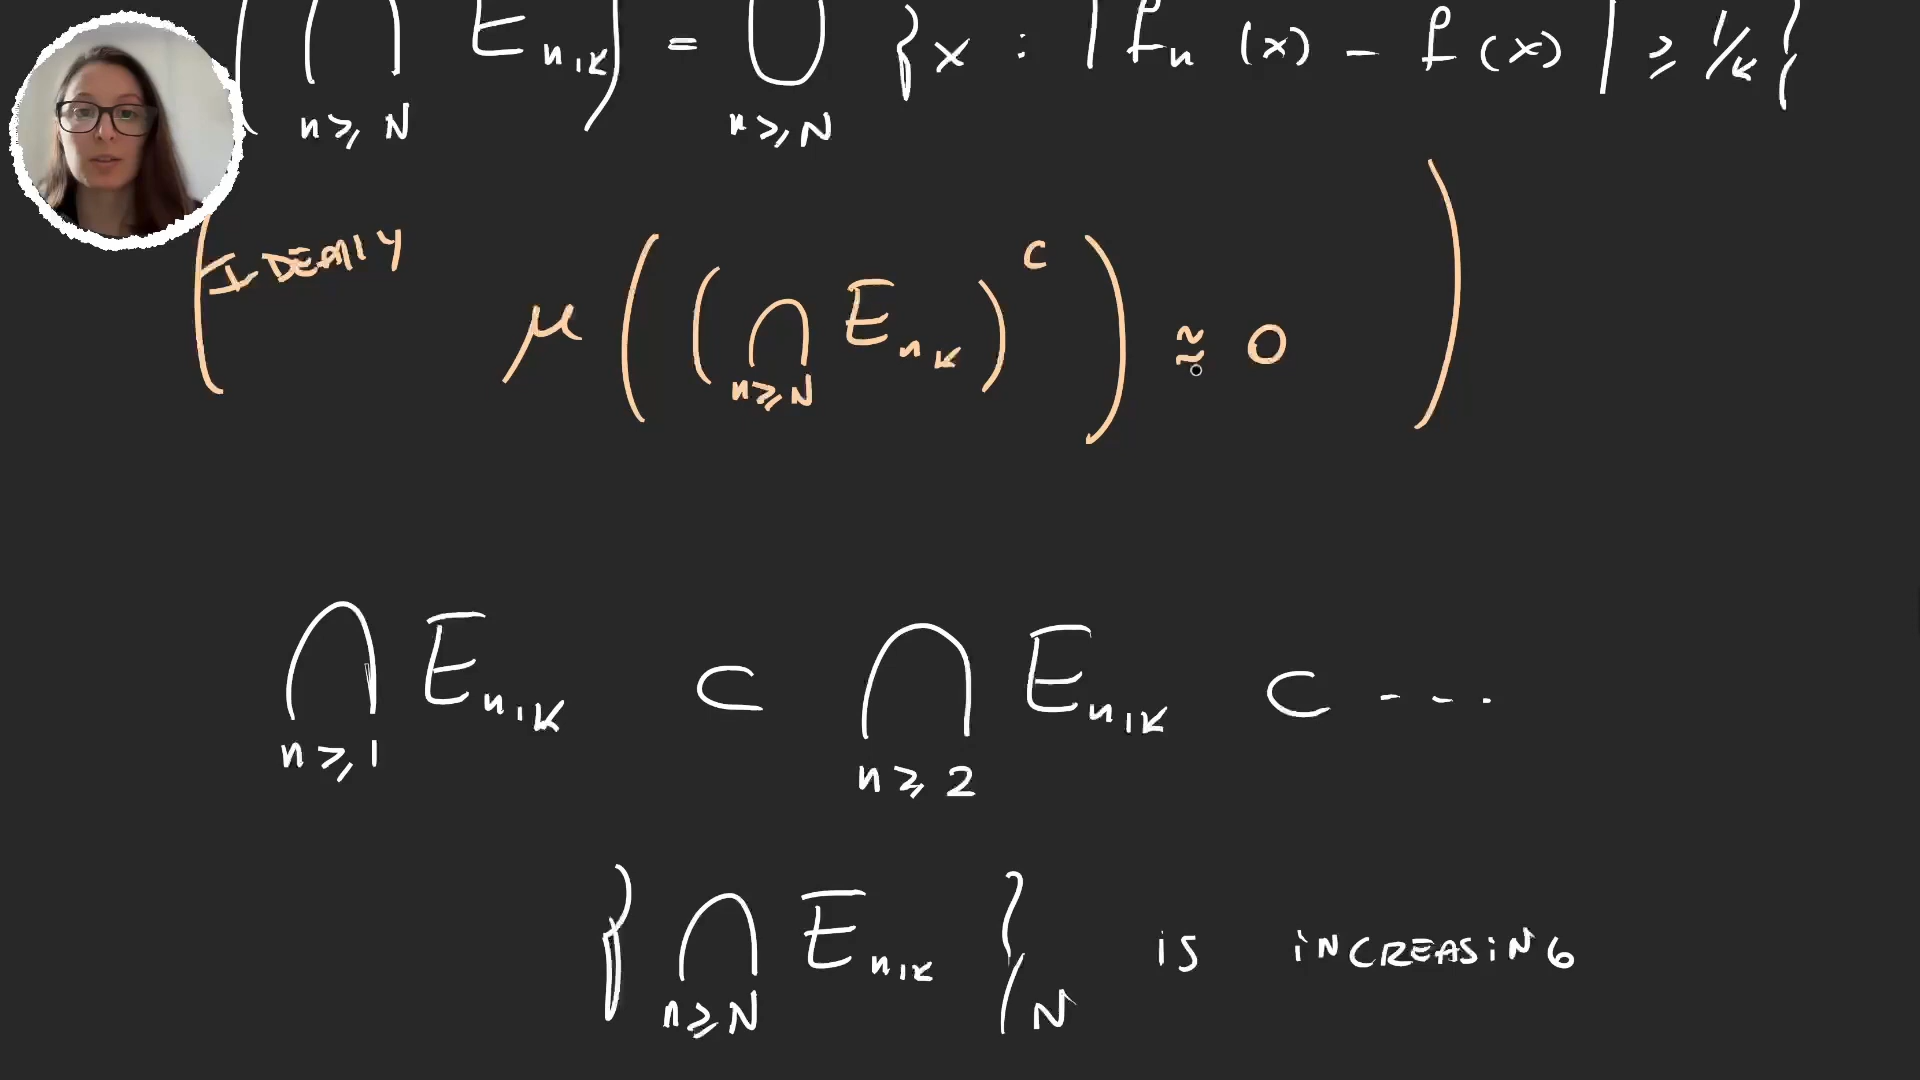 ( ⋂_{n⩾N} E_{n,k} ) = ⋃_{n⩾N} { x : | f_n (x) - f (x) | ⩾ 1/k }
( IDEALLY μ ( ( ⋂_{n⩾N} E_{n k} )^c ) ≈ 0 )
⋂_{n⩾1} E_{n,k} ⊂ ⋂_{n⩾2} E_{n,k} ⊂ ---
{ ⋂_{n⩾N} E_{n,k} }_N is iNCREASiNG